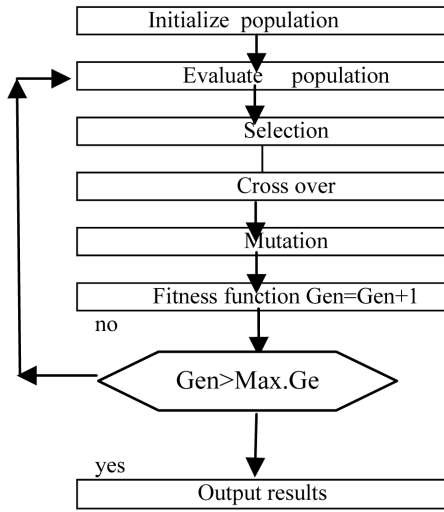 Initialize population
Evaluate population
Selection
Cross over
Mutation
Fitness function Gen=Gen+1
no
Gen>Max.Ge
yes
Output results